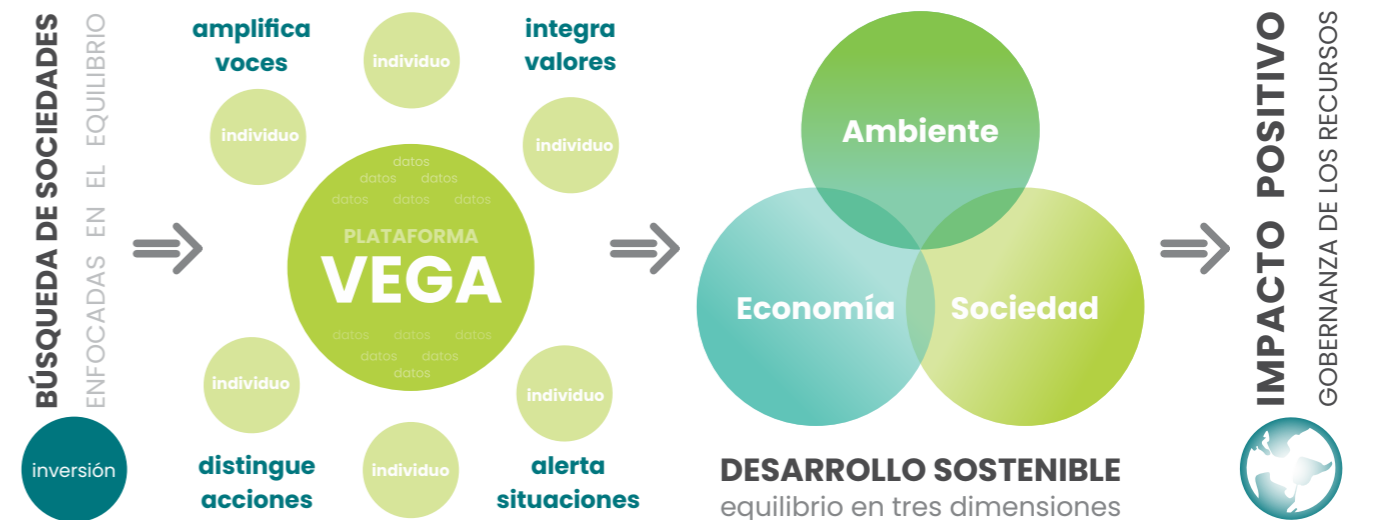 BÚSQUEDA DE SOCIEDADES
ENFOCADAS EN EL EQUILIBRIO
inversión
amplifica
voces
integra
valores
individuo
individuo
individuo
datos
datos datos
datos datos datos
PLATAFORMA
VEGA
datos datos datos
datos datos
datos
individuo
individuo
individuo
distingue
acciones
alerta
situaciones
Ambiente
Economía
Sociedad
DESARROLLO SOSTENIBLE
equilibrio en tres dimensiones
IMPACTO POSITIVO
GOBERNANZA DE LOS RECURSOS